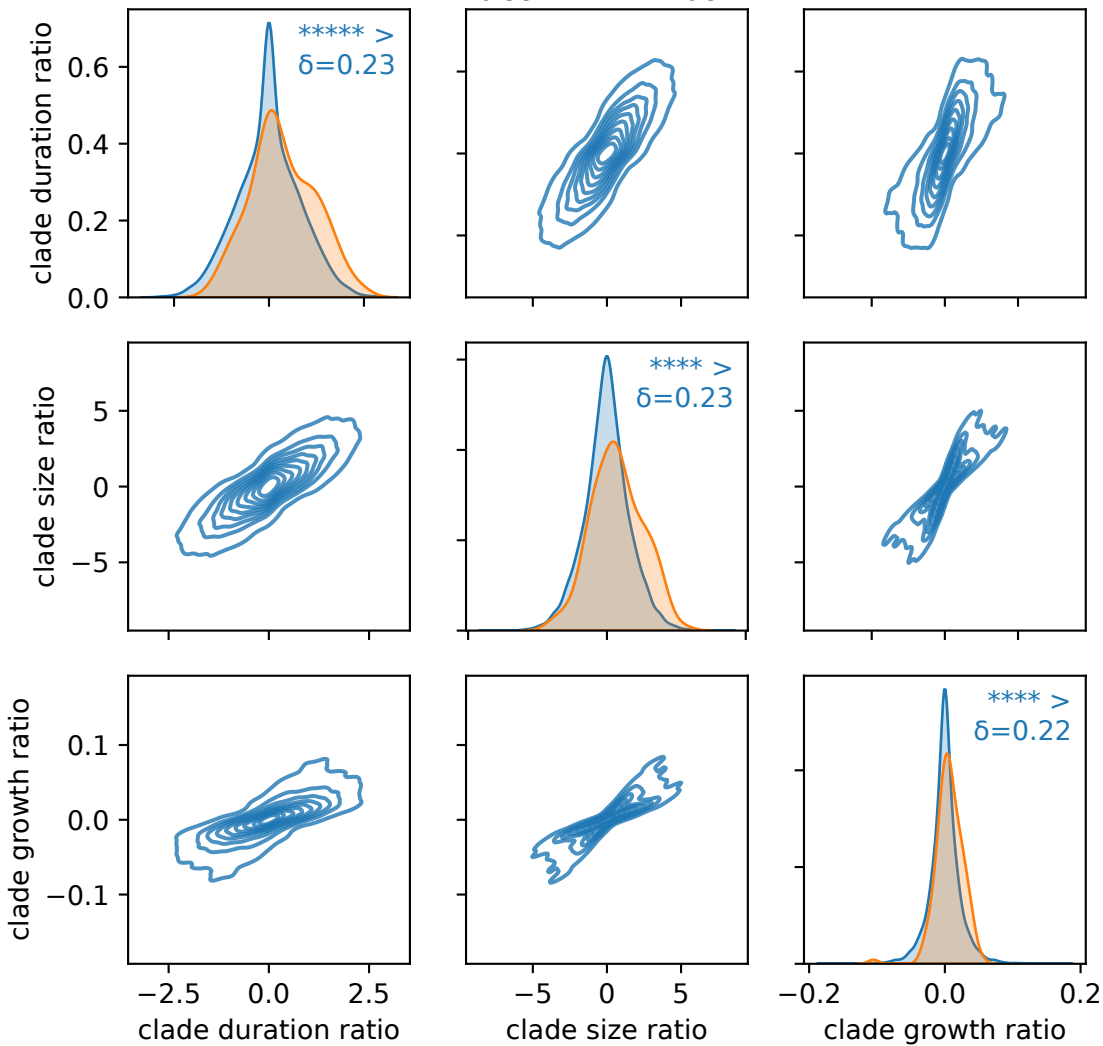 ***** >
δ=0.23
clade duration ratio
0.6
0.4
0.2
0.0
**** >
δ=0.23
clade size ratio
5
0
−5
**** >
δ=0.22
clade growth ratio
0.1
0.0
−0.1
−2.5 0.0 2.5
−5 0 5
−0.2 0.0 0.2
clade duration ratio
clade size ratio
clade growth ratio